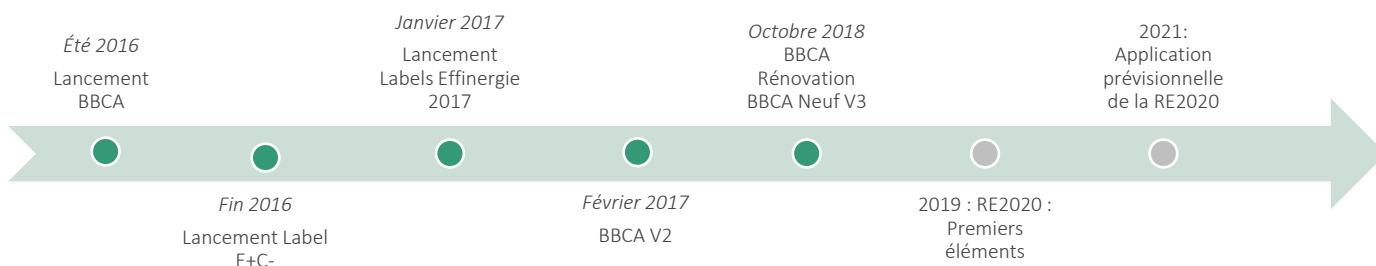 Été 2016
Lancement
BBCA
Fin 2016
Lancement Label
E+C-
Janvier 2017
Lancement
Labels Effinergie
2017
Février 2017
BBCA V2
Octobre 2018
BBCA
Rénovation
BBCA Neuf V3
2019 : RE2020 :
Premiers
éléments
2021:
Application
prévisionnelle
de la RE2020